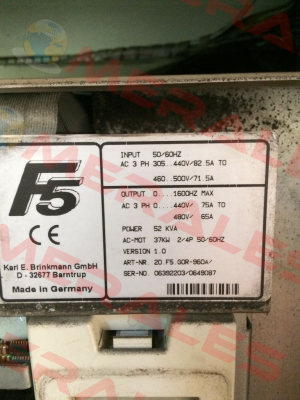 INPUT 50/60HZ
AC 3 PH 305...440V/82.5A TO
460..500V/71.5A
OUTPUT 0....1600HZ MAX
AC 3 PH 0....440V/ 75A TO
480V/ 65A
POWER 52 KVA
AC-MOT 37KW 2/4P 50/60HZ
VERSION 1.0
ART-NR. 20.F5.G0R-960A/
SER-NO. 06392203/0649087
F5
CE
Karl E. Brinkmann GmbH
D - 32677 Barntrup
Made in Germany
MERALES